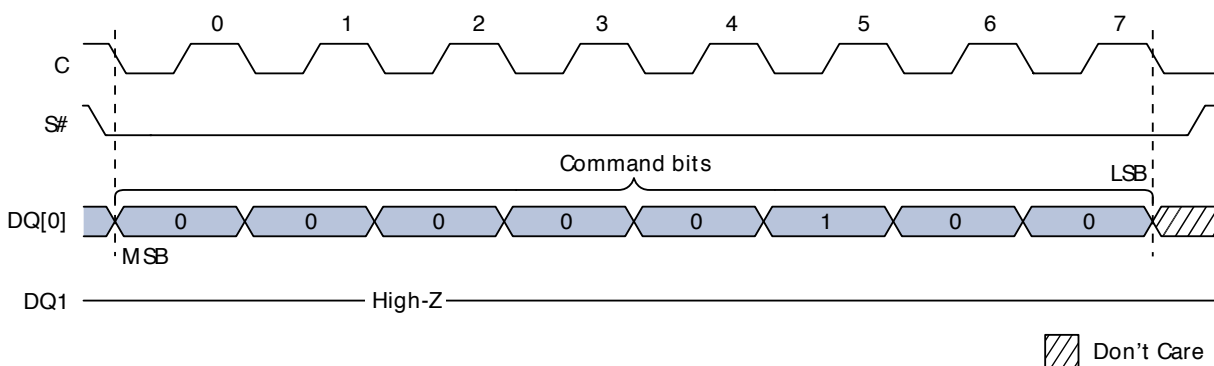 0 1 2 3 4 5 6 7
C
S#
Command bits
LSB
DQ[0] 0 0 0 0 0 1 0 0
MSB
DQ1 High-Z
Don't Care